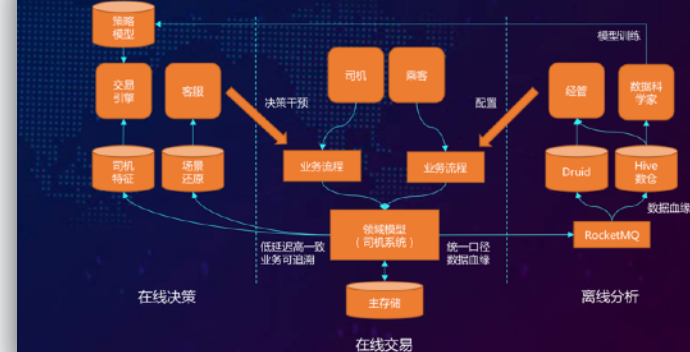 策略
模型
模型训练
交易
引擎
客服
决策干预
司机
乘客
配置
经管
数据科
学家
司机
特征
场景
还原
业务流程
业务流程
Druid
Hive
数仓
数据血缘
低延迟高一致
业务可追溯
领域模型
(司机系统)
统一口径
数据血缘
RocketMQ
主存储
在线决策
在线交易
离线分析